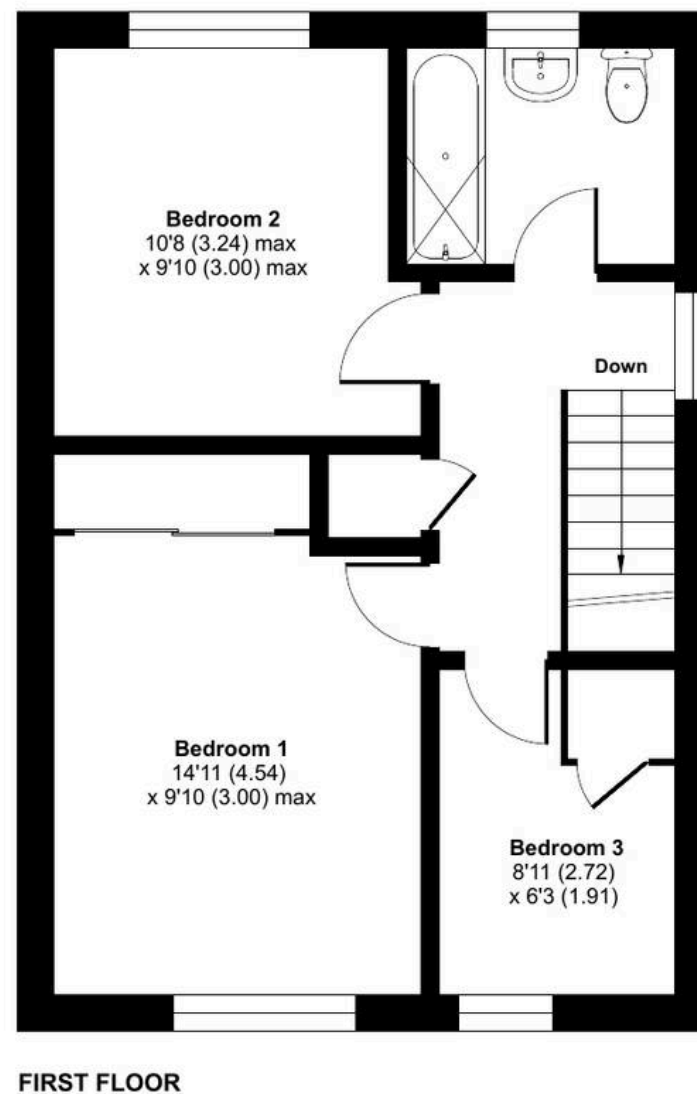 Bedroom 2
10'8 (3.24) max
x 9'10 (3.00) max
Down
Bedroom 1
14'11 (4.54)
x 9'10 (3.00) max
Bedroom 3
8'11 (2.72)
x 6'3 (1.91)
FIRST FLOOR